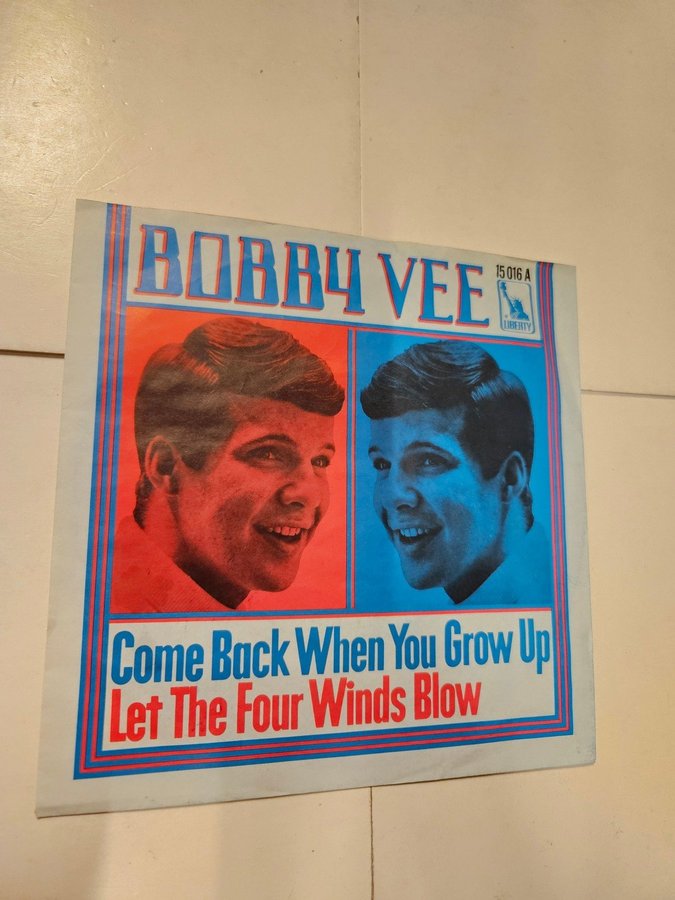 BOBBY VEE
15 016 A
LIBERTY
Come Back When You Grow Up
Let The Four Winds Blow